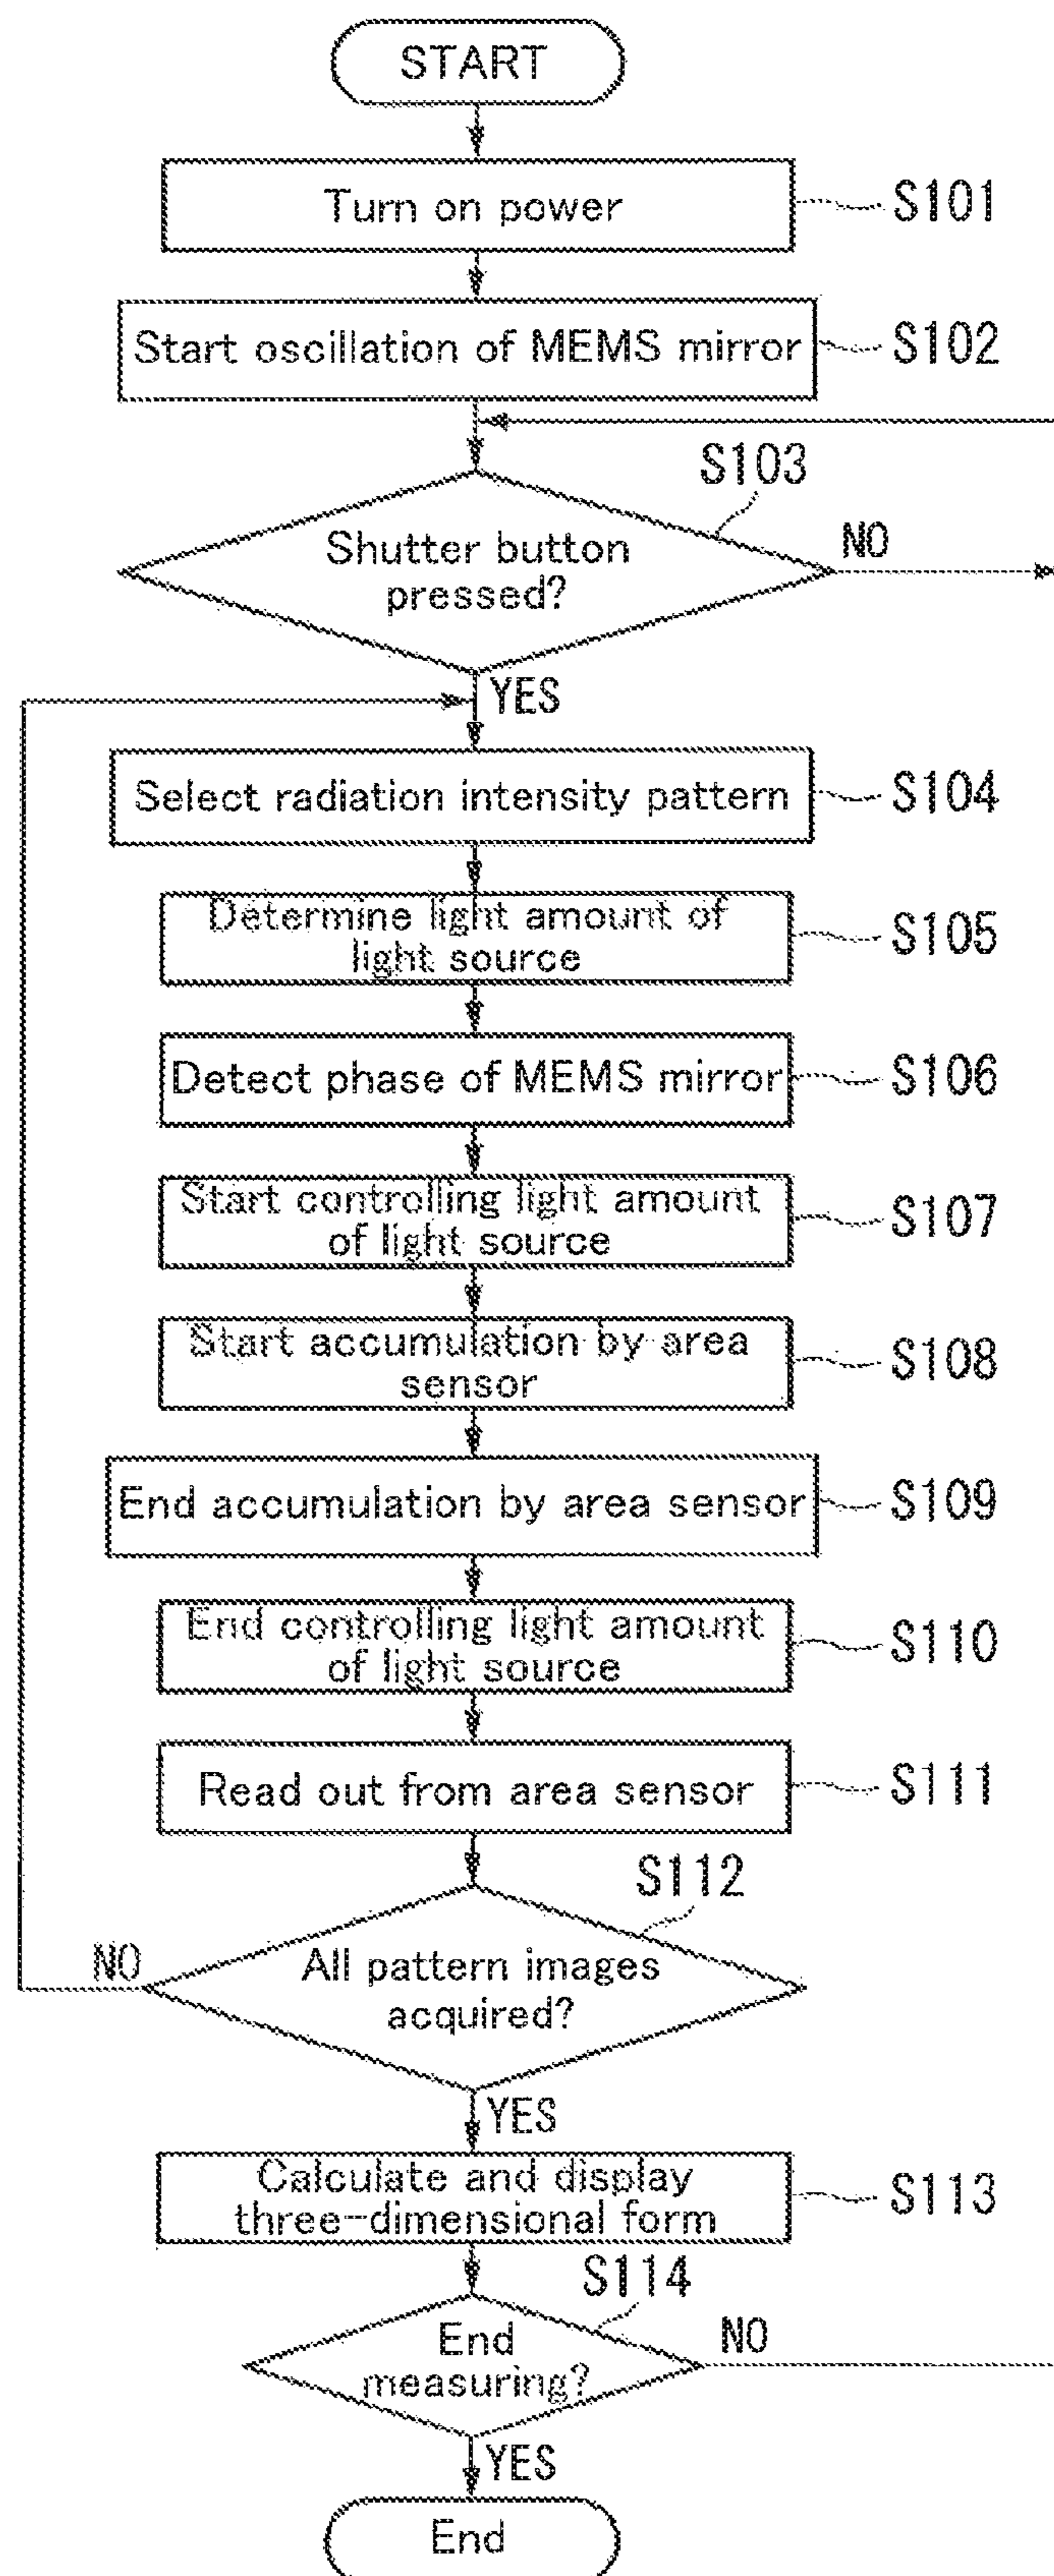 START
Turn on power
S101
Start oscillation of MEMS mirror
S102
S103
Shutter button
pressed?
NO
YES
Select radiation intensity pattern
S104
Determine light amount of
light source
S105
Detect phase of MEMS mirror
S106
Start controlling light amount
of light source
S107
Start accumulation by area
sensor
S108
End accumulation by area sensor
S109
End controlling light amount
of light source
S110
Read out from area sensor
S111
S112
All pattern images
acquired?
NO
YES
Calculate and display
three-dimensional form
S113
S114
End
measuring?
NO
YES
End